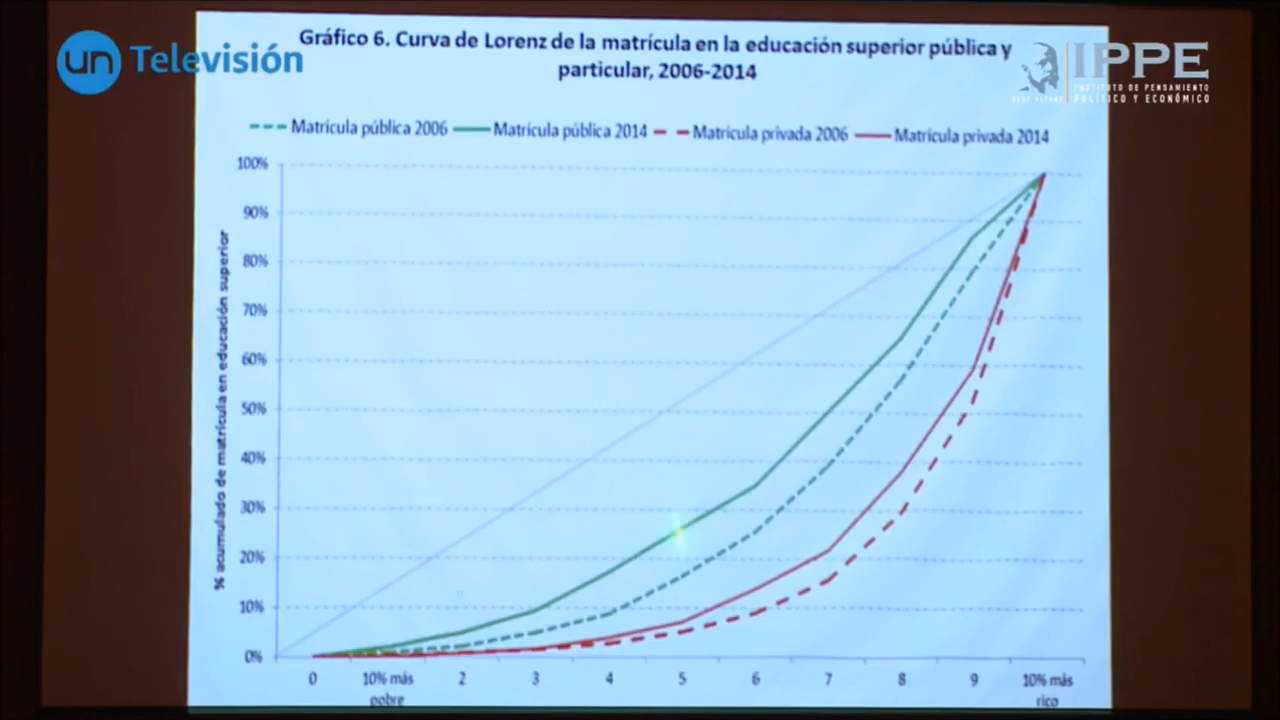 un Televisión
IPPE
INSTITUTO DE PENSAMIENTO
POLÍTICO Y ECONÓMICO
Gráfico 6. Curva de Lorenz de la matrícula en la educación superior pública y
particular, 2006-2014
Matrícula pública 2006
Matrícula pública 2014
Matrícula privada 2006
Matrícula privada 2014
% acumulado de matrícula en educación superior
100%
90%
80%
70%
60%
50%
40%
30%
20%
10%
0%
0
10% más
pobre
2
3
4
5
6
7
8
9
10% más
rico